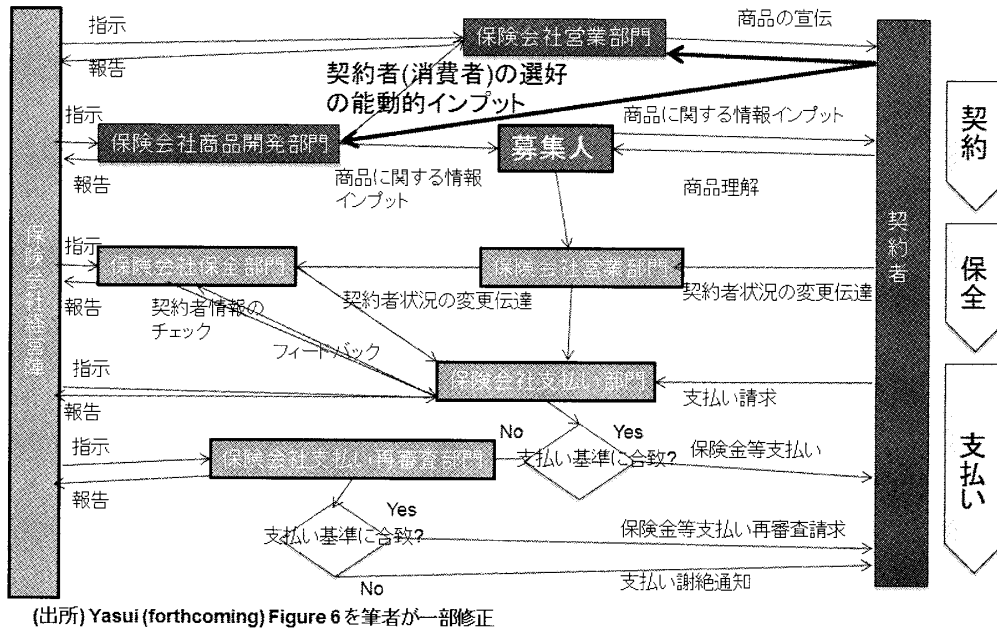 指示
報告
保険会社営業部門
商品の宣伝
契約者(消費者)の選好
の能動的インプット
指示
報告
保険会社商品開発部門
商品に関する情報
インプット
募集人
商品に関する情報インプット
商品理解
契約
保険会社経営陣
契約者
指示
報告
保険会社保全部門
保険会社営業部門
契約者状況の変更伝達
契約者状況の変更伝達
保全
契約者情報の
チェック
フィードバック
指示
報告
保険会社支払い部門
支払い請求
支払い
指示
報告
保険会社支払い再審査部門
No
Yes
支払い基準に合致?
保険金等支払い
Yes
支払い基準に合致?
保険金等支払い再審査請求
No
支払い謝絶通知
(出所) Yasui (forthcoming) Figure 6を筆者が一部修正